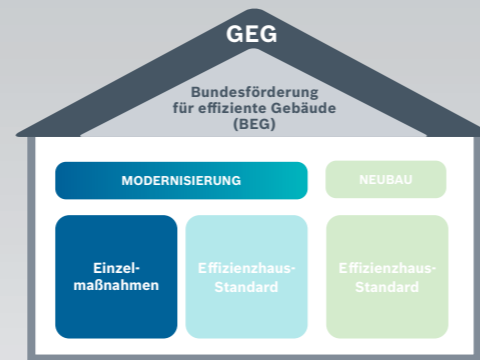 GEG
Bundesförderung
für effiziente Gebäude
(BEG)
MODERNISIERUNG
NEUBAU
Einzel-
maßnahmen
Effizienzhaus-
Standard
Effizienzhaus-
Standard